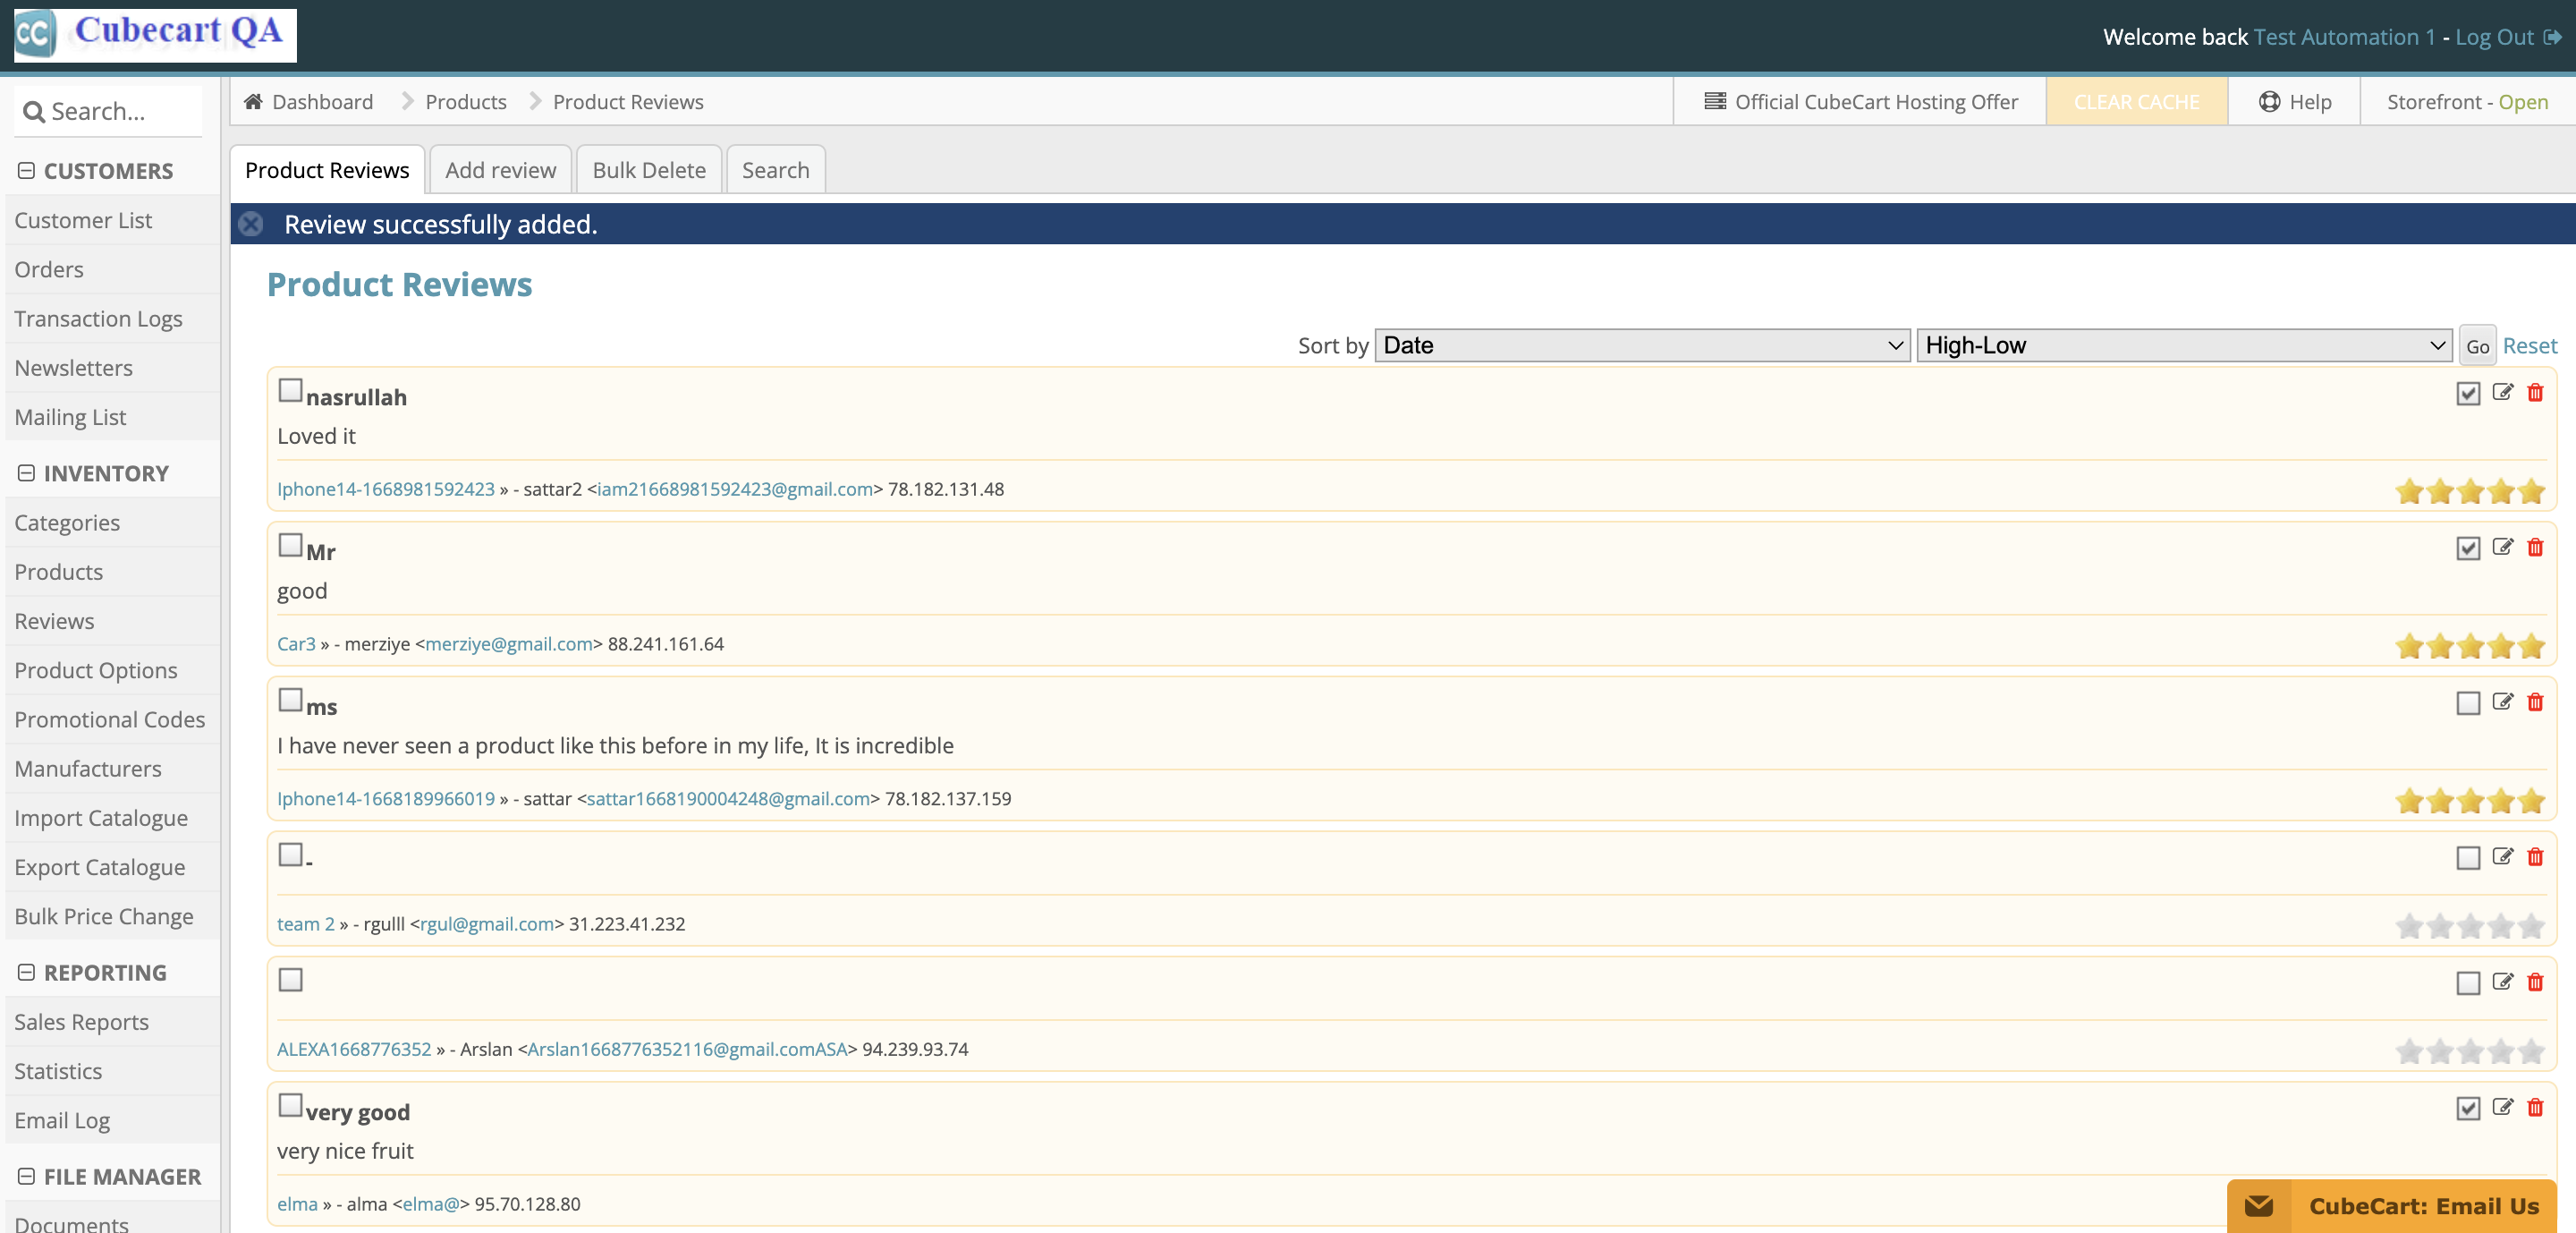 Cubecart QA
Welcome back Test Automation 1 - Log Out
Search...
Dashboard Products Product Reviews
Official CubeCart Hosting Offer
CLEAR CACHE
Help
Storefront - Open
CUSTOMERS
Customer List
Orders
Transaction Logs
Newsletters
Mailing List
INVENTORY
Categories
Products
Reviews
Product Options
Promotional Codes
Manufacturers
Import Catalogue
Export Catalogue
Bulk Price Change
REPORTING
Sales Reports
Statistics
Email Log
FILE MANAGER
Documents
Product Reviews
Add review
Bulk Delete
Search
Review successfully added.
Product Reviews
Sort by Date High-Low Go Reset
nasrullah
Loved it
Iphone14-1668981592423 » - sattar2 <iam21668981592423@gmail.com> 78.182.131.48
Mr
good
Car3 » - merziye <merziye@gmail.com> 88.241.161.64
ms
I have never seen a product like this before in my life, It is incredible
Iphone14-1668189966019 » - sattar <sattar1668190004248@gmail.com> 78.182.137.159
-
team 2 » - rgulll <rgul@gmail.com> 31.223.41.232
ALEXA1668776352 » - Arslan <Arslan1668776352116@gmail.comASA> 94.239.93.74
very good
very nice fruit
elma » - alma <elma@> 95.70.128.80
CubeCart: Email Us